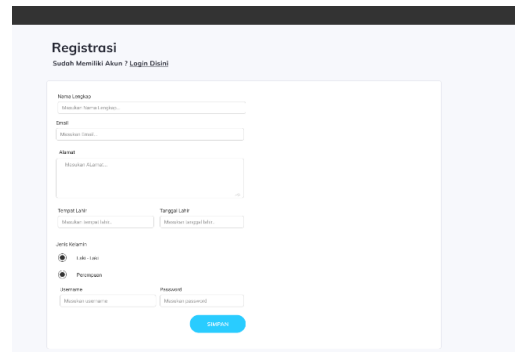 Registrasi
Sudah Memiliki Akun ? Login Disini
Nama Lengkap
Masukan Nama Lengkap...
Email
Masukan Email...
Alamat
Masukan ALamat...
Tempat Lahir Tanggal Lahir
Masukan tempat lahir.. Masukan tanggal lahir..
Jenis Kelamin
Laki - Laki
Perempuan
Username Password
Masukan username Masukan password
SIMPAN